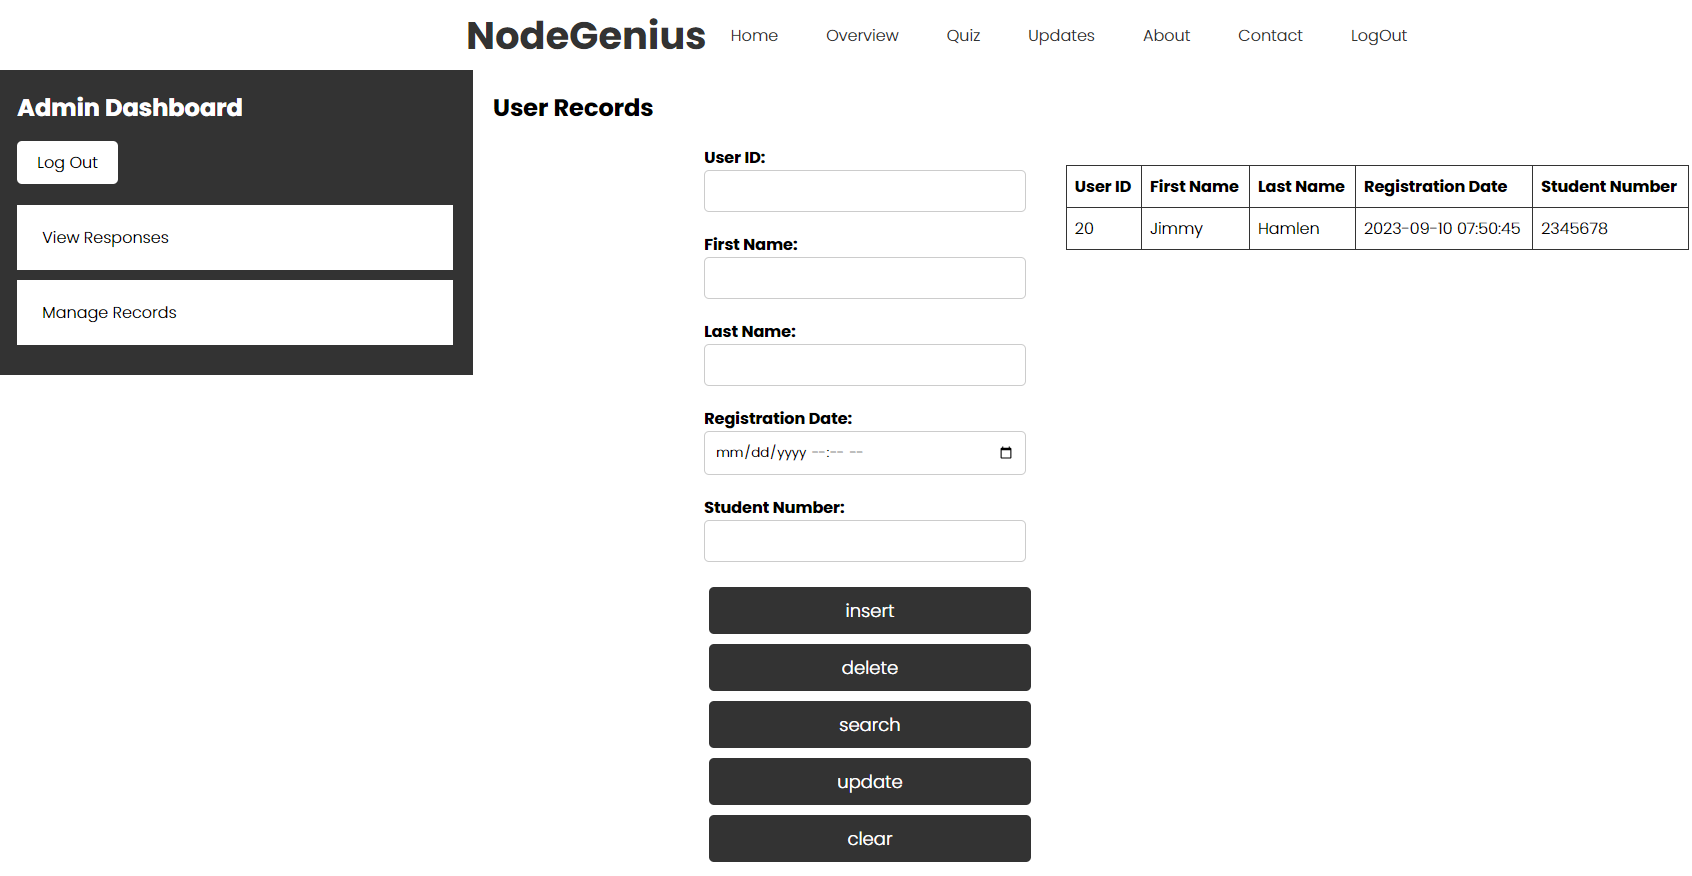 NodeGenius Home Overview Quiz Updates About Contact LogOut
Admin Dashboard
Log Out
View Responses
Manage Records
User Records
User ID:
First Name:
Last Name:
Registration Date:
mm/dd/yyyy --:-- --
Student Number:
insert
delete
search
update
clear
User ID First Name Last Name Registration Date Student Number
20 Jimmy Hamlen 2023-09-10 07:50:45 2345678